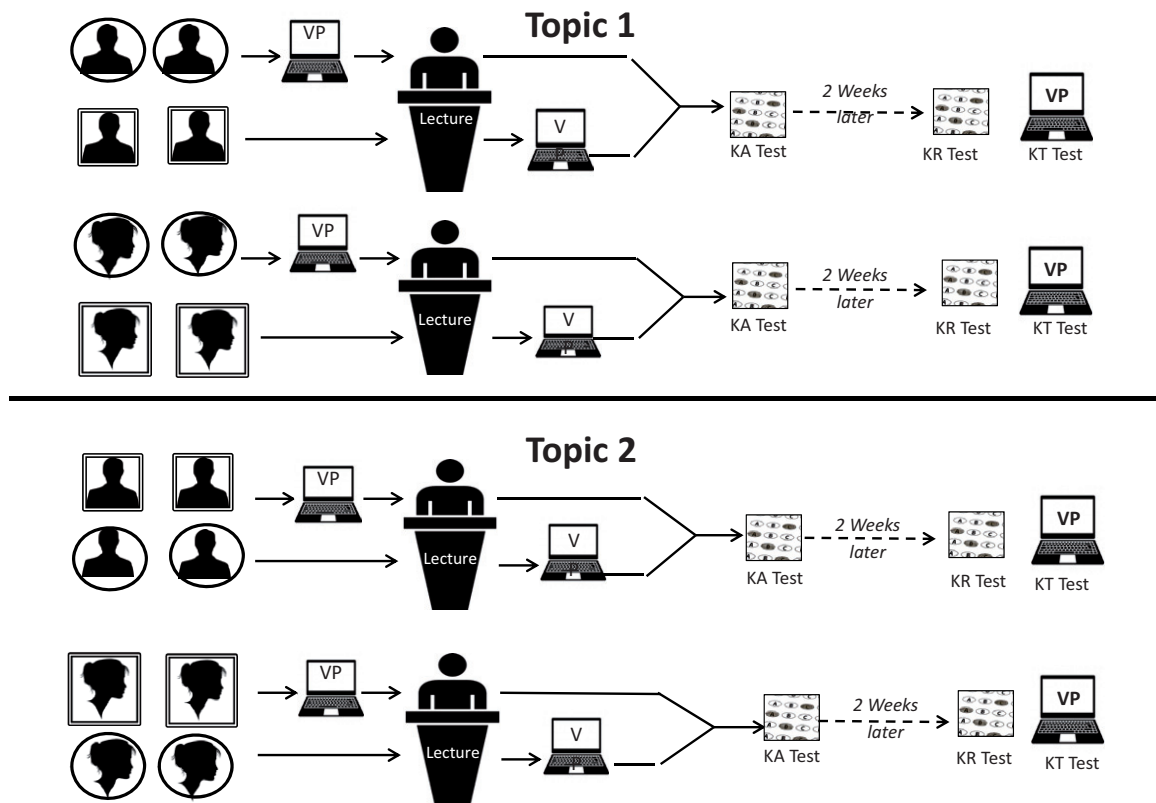 Topic 1
VP
Lecture
V
KA Test
2 Weeks
later
KR Test
VP
KT Test
VP
Lecture
V
KA Test
2 Weeks
later
KR Test
VP
KT Test
Topic 2
VP
Lecture
V
KA Test
2 Weeks
later
KR Test
VP
KT Test
VP
Lecture
V
KA Test
2 Weeks
later
KR Test
VP
KT Test